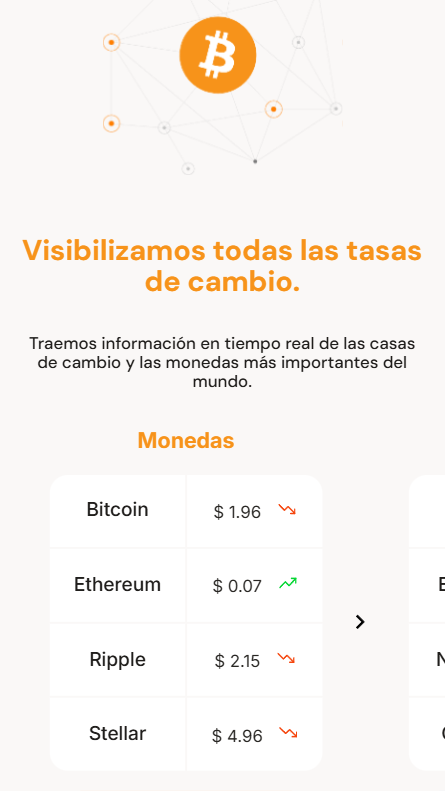 Visibilizamos todas las tasas
de cambio.
Traemos información en tiempo real de las casas
de cambio y las monedas más importantes del
mundo.
Monedas
Bitcoin $ 1.96
Ethereum $ 0.07
Ripple $ 2.15
Stellar $ 4.96